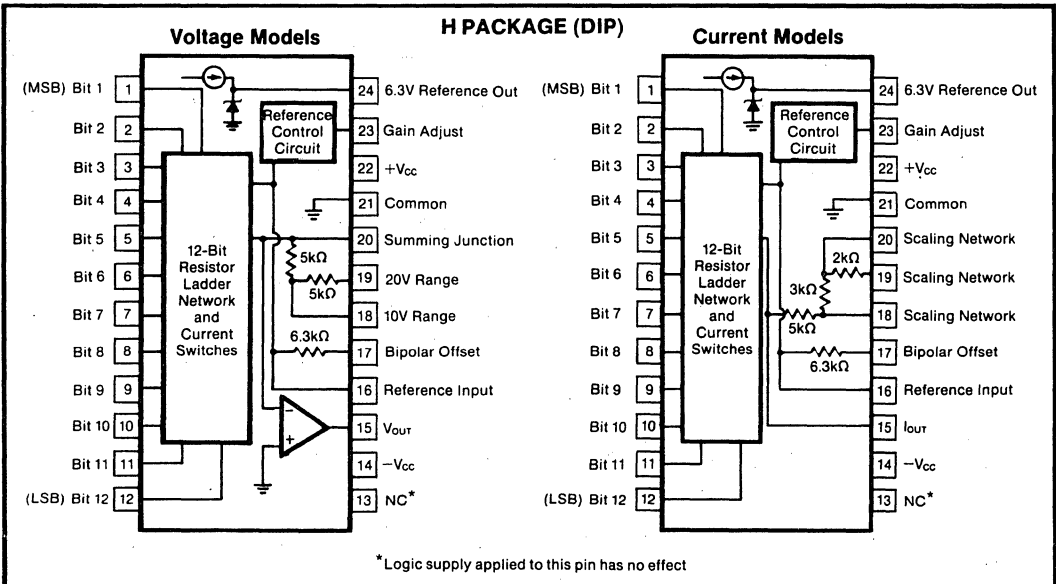 H PACKAGE (DIP)
Voltage Models
(MSB) Bit 1 1
Bit 2 2
Bit 3 3
Bit 4 4
Bit 5 5
Bit 6 6
Bit 7 7
Bit 8 8
Bit 9 9
Bit 10 10
Bit 11 11
(LSB) Bit 12 12
12-Bit
Resistor
Ladder
Network
and
Current
Switches
Reference
Control
Circuit
5kΩ
5kΩ
6.3kΩ
−
+
24 6.3V Reference Out
23 Gain Adjust
22 +Vcc
21 Common
20 Summing Junction
19 20V Range
18 10V Range
17 Bipolar Offset
16 Reference Input
15 VOUT
14 −Vcc
13 NC*
Current Models
(MSB) Bit 1 1
Bit 2 2
Bit 3 3
Bit 4 4
Bit 5 5
Bit 6 6
Bit 7 7
Bit 8 8
Bit 9 9
Bit 10 10
Bit 11 11
(LSB) Bit 12 12
12-Bit
Resistor
Ladder
Network
and
Current
Switches
Reference
Control
Circuit
2kΩ
3kΩ
5kΩ
6.3kΩ
24 6.3V Reference Out
23 Gain Adjust
22 +Vcc
21 Common
20 Scaling Network
19 Scaling Network
18 Scaling Network
17 Bipolar Offset
16 Reference Input
15 IOUT
14 −Vcc
13 NC*
*Logic supply applied to this pin has no effect